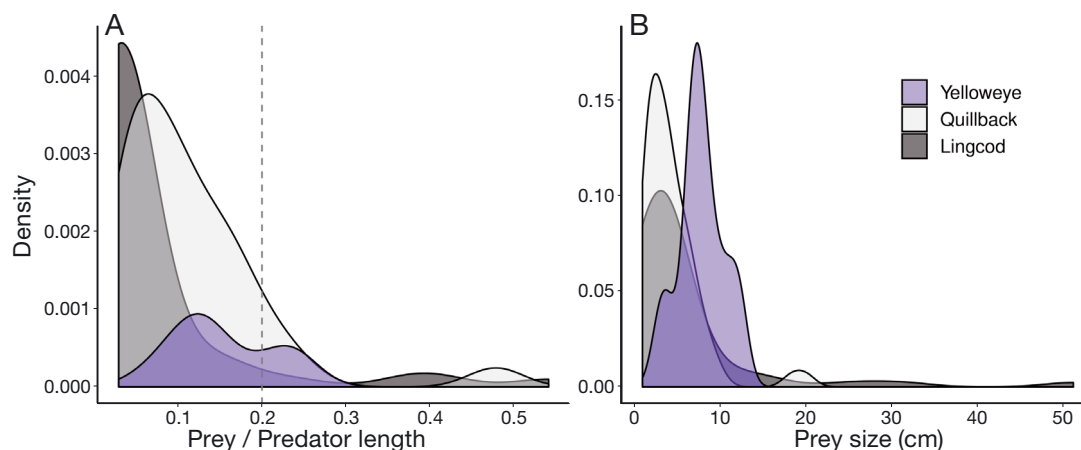 A
Density
0.004
0.003
0.002
0.001
0.000
0.1
0.2
0.3
0.4
0.5
Prey / Predator length
B
0.15
0.10
0.05
0.00
0
10
20
30
40
50
Prey size (cm)
Yelloweye
Quillback
Lingcod